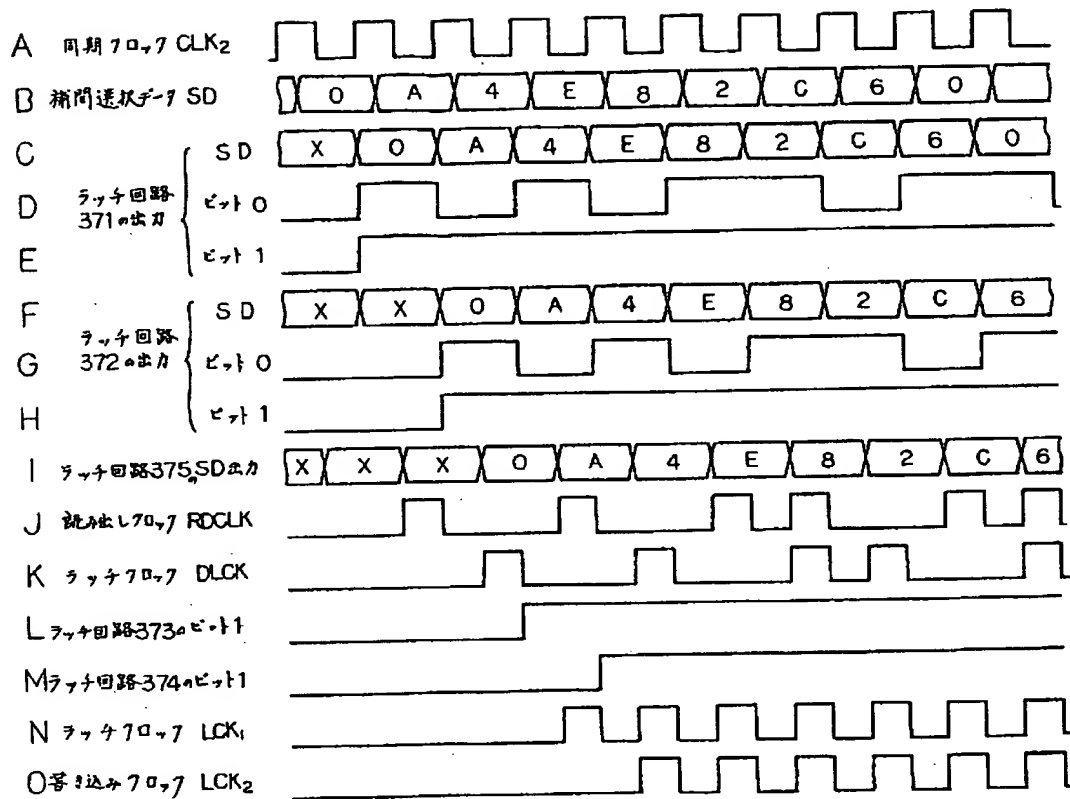 A 同期クロック CLK₂
B 補間選択データ SD 0 A 4 E 8 2 C 6 0
C SD X 0 A 4 E 8 2 C 6 0
D ラッチ回路 371の出力 ビット 0
E ビット 1
F SD X X 0 A 4 E 8 2 C 6
G ラッチ回路 372の出力 ビット 0
H ビット 1
I ラッチ回路375のSD出力 X X X 0 A 4 E 8 2 C 6
J 読み出しクロック RDCLK
K ラッチクロック DLCK
L ラッチ回路373のビット1
M ラッチ回路374のビット1
N ラッチクロック LCK₁
O 書き込みクロック LCK₂